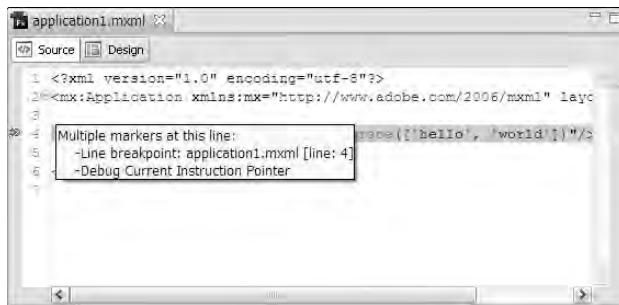 application1.mxml
Source Design
1 <?xml version="1.0" encoding="utf-8"?>
2 <mx:Application xmlns:mx="http://www.adobe.com/2006/mxml" layo
3
4 trace(['hello', 'world'])"/>
Multiple markers at this line:
-Line breakpoint: application1.mxml [line: 4]
-Debug Current Instruction Pointer
5
6 <
7